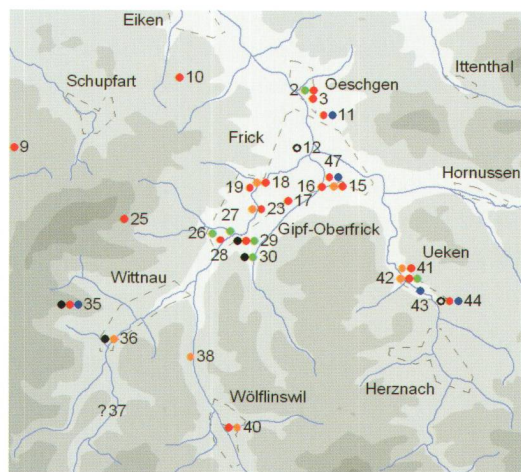 Eiken
Schupfart
10
Ittenthal
Oeschgen
2
3
11
9
Frick
12
47
Hornussen
19
18
16
15
17
25
27
23
26
Gipf-Oberfrick
29
28
30
Ueken
41
42
Wittnau
43
44
35
36
38
Herznach
Wölflinswil
?37
40